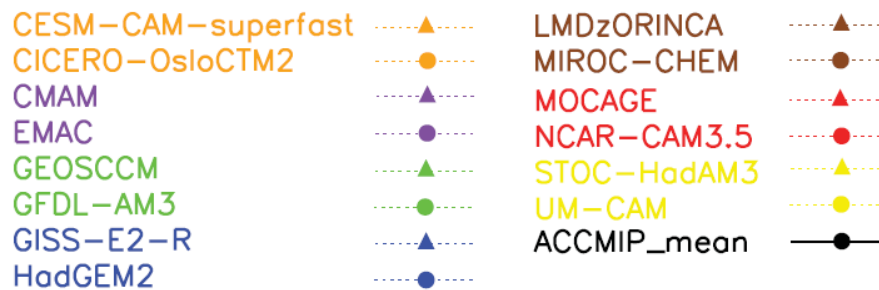 CESM-CAM-superfast
CICERO-OsloCTM2
CMAM
EMAC
GEOSCCM
GFDL-AM3
GISS-E2-R
HadGEM2
LMDzORINCA
MIROC-CHEM
MOCAGE
NCAR-CAM3.5
STOC-HadAM3
UM-CAM
ACCMIP_mean